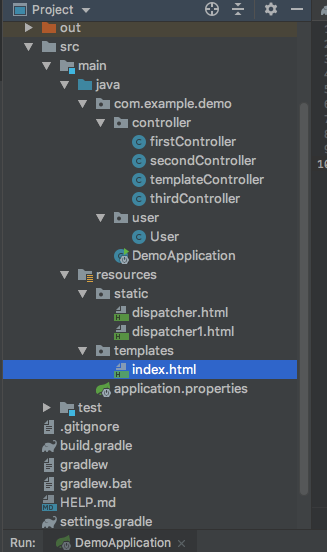 Project
out
src
main
java
com.example.demo
controller
firstController
secondController
templateController
thirdController
user
User
DemoApplication
resources
static
dispatcher.html
dispatcher1.html
templates
index.html
application.properties
test
.gitignore
build.gradle
gradlew
gradlew.bat
HELP.md
settings.gradle
Run: DemoApplication